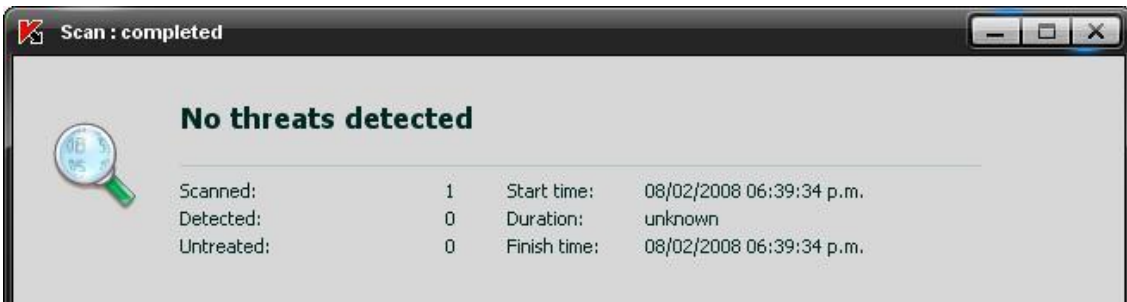 Scan : completed
No threats detected
Scanned: 1 Start time: 08/02/2008 06:39:34 p.m.
Detected: 0 Duration: unknown
Untreated: 0 Finish time: 08/02/2008 06:39:34 p.m.